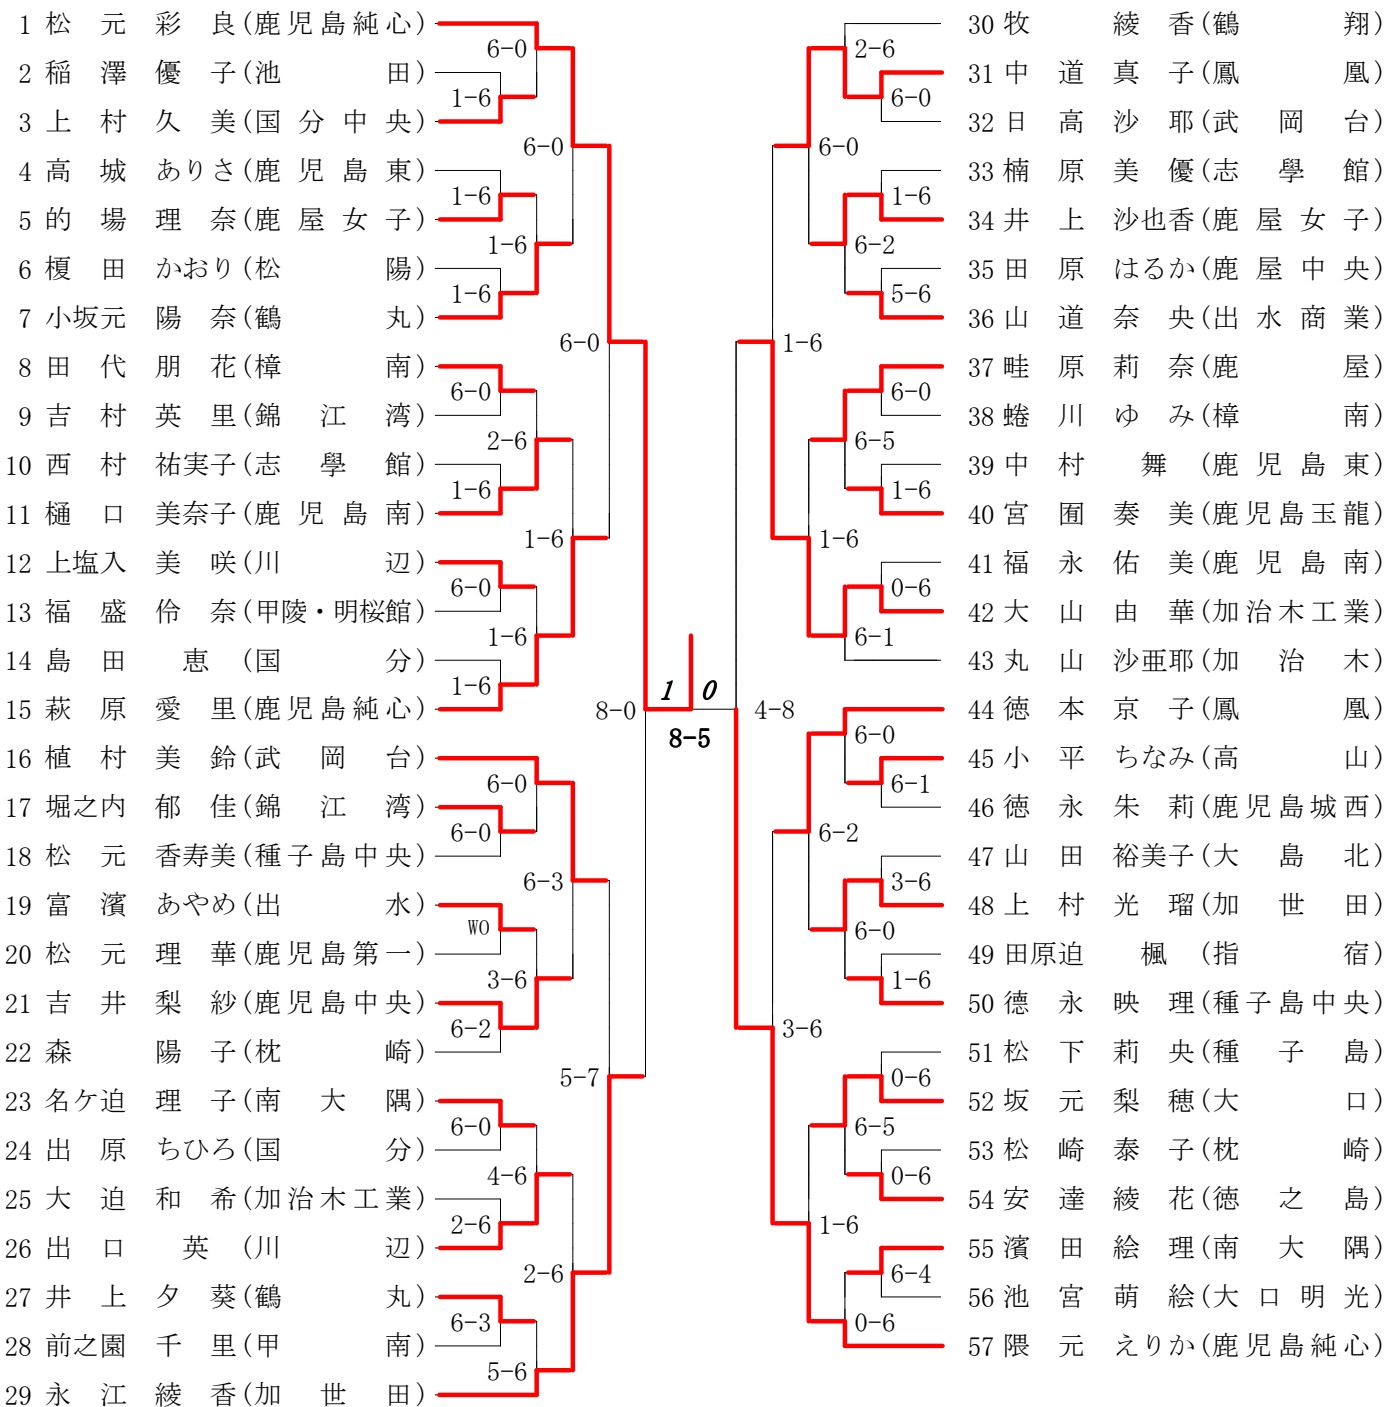 1 松元 彩良(鹿児島純心)
2 稲澤 優子(池田)
3 上村 久美(国分中央)
4 高城 ありさ(鹿児島東)
5 的場 理奈(鹿屋女子)
6 榎田 かおり(松陽)
7 小坂元 陽奈(鶴丸)
8 田代 朋花(樟南)
9 吉村 英里(錦江湾)
10 西村 祐実子(志學館)
11 樋口 美奈子(鹿児島南)
12 上塩入 美咲(川辺)
13 福盛 伶奈(甲陵・明桜館)
14 島田 恵(国分)
15 萩原 愛里(鹿児島純心)
16 植村 美鈴(武岡台)
17 堀之内 郁佳(錦江湾)
18 松元 香寿美(種子島中央)
19 富濱 あやめ(出水)
20 松元 理華(鹿児島第一)
21 吉井 梨紗(鹿児島中央)
22 森 陽子(枕崎)
23 名ケ迫 理子(南大隅)
24 出原 ちひろ(国分)
25 大迫 和希(加治木工業)
26 出口 英(川辺)
27 井上 夕葵(鶴丸)
28 前之園 千里(甲南)
29 永江 綾香(加世田)
6-0
1-6
6-0
1-6
1-6
1-6
6-0
6-0
2-6
1-6
1-6
6-0
1-6
1-6
8-0
6-0
6-0
6-3
WO
3-6
6-2
5-7
6-0
4-6
2-6
2-6
6-3
5-6
1 0
8-5
2-6
6-0
6-0
1-6
6-2
5-6
1-6
6-0
6-5
1-6
1-6
0-6
6-1
4-8
6-0
6-1
6-2
3-6
6-0
1-6
3-6
0-6
6-5
0-6
1-6
6-4
0-6
30 牧 綾香(鶴翔)
31 中道 真子(鳳凰)
32 日高 沙耶(武岡台)
33 楠原 美優(志學館)
34 井上 沙也香(鹿屋女子)
35 田原 はるか(鹿屋中央)
36 山道 奈央(出水商業)
37 畦原 莉奈(鹿屋)
38 蜷川 ゆみ(樟南)
39 中村 舞(鹿児島東)
40 宮囿 奏美(鹿児島玉龍)
41 福永 佑美(鹿児島南)
42 大山 由華(加治木工業)
43 丸山 沙亜耶(加治木)
44 徳本 京子(鳳凰)
45 小平 ちなみ(高山)
46 徳永 朱莉(鹿児島城西)
47 山田 裕美子(大島北)
48 上村 光瑠(加世田)
49 田原迫 楓(指宿)
50 德永 映理(種子島中央)
51 松下 莉央(種子島)
52 坂元 梨穂(大口)
53 松崎 泰子(枕崎)
54 安達 綾花(徳之島)
55 濱田 絵理(南大隅)
56 池宮 萌絵(大口明光)
57 隈元 えりか(鹿児島純心)